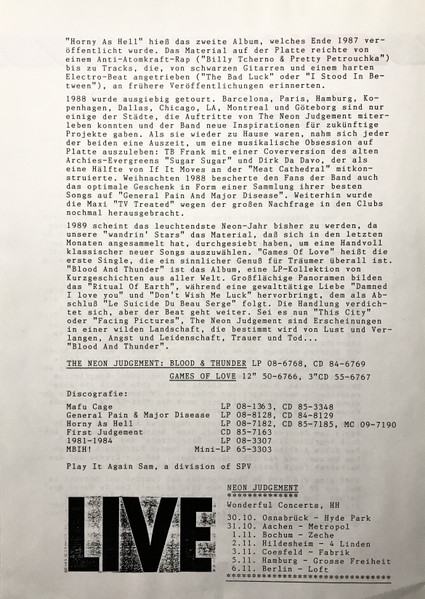 "Horny As Hell" hieß das zweite Album, welches Ende 1987 ver-
öffentlicht wurde. Das Material auf der Platte reichte von
einem Anti-Atomkraft-Rap ("Billy Tcherno & Pretty Petrouchka")
bis zu Tracks, die, von schwarzen Gitarren und einem harten
Electro-Beat angetrieben ("The Bad Luck" oder "I Stood In Be-
tween"), an frühere Veröffentlichungen erinnerten.
1988 wurde ausgiebig getourt. Barcelona, Paris, Hamburg, Ko-
penhagen, Dallas, Chicago, LA, Montreal und Göteborg sind nur
einige der Städte, die Auftritte von The Neon Judgement miter-
leben konnten und der Band neue Inspirationen für zukünftige
Projekte gaben. Als sie wieder zu Hause waren, nahm sich jeder
der beiden eine Auszeit, um eine musikalische Obsession auf
Platte auszuleben: TB Frank mit einer Coverversion des alten
Archies-Evergreens "Sugar Sugar" und Dirk Da Davo, der als
eine Hälfte von If It Moves an der "Meat Cathedral" mitkon-
struierte. Weihnachten 1988 bescherte den Fans der Band auch
das optimale Geschenk in Form einer Sammlung ihrer besten
Songs auf "General Pain And Major Disease". Weiterhin wurde
die Maxi "TV Treated" wegen der großen Nachfrage in den Clubs
nochmal herausgebracht.
1989 scheint das leuchtendste Neon-Jahr bisher zu werden, da
unsere "wandrin' Stars" das Material, daß sich in den letzten
Monaten angesammelt hat, durchgesiebt haben, um eine Handvoll
klassischer neuer Songs auszuwählen. "Games Of Love" heißt die
erste Single, die ein sinnlicher Genuß für Träumer überall ist.
"Blood And Thunder" ist das Album, eine LP-Kollektion von
Kurzgeschichten aus aller Welt. Großflächige Panoramen bilden
das "Ritual Of Earth", während eine gewalttätige Liebe "Damned
I love you" und "Don't Wish Me Luck" hervorbringt, dem als Ab-
schluß "Le Suicide Du Beau Serge" folgt. Die Handlung verdich-
tet sich, aber der Beat geht weiter. Sei es nun "This City"
oder "Facing Pictures", The Neon Judgement sind Erscheinungen
in einer wilden Landschaft, die bestimmt wird von Lust und Ver-
langen, Angst und Leidenschaft, Trauer und Tod...
"Blood And Thunder".
THE NEON JUDGEMENT: BLOOD & THUNDER LP 08-6768, CD 84-6769
GAMES OF LOVE 12" 50-6766, 3"CD 55-6767
Discografie:
Mafu Cage LP 08-1363, CD 85-3348
General Pain & Major Disease LP 08-8128, CD 84-8129
Horny As Hell LP 08-7182, CD 85-7185, MC 09-7190
First Judgement CD 85-7163
1981-1984 LP 08-3307
MBIH! Mini-LP 65-3303
Play It Again Sam, a division of SPV
LIVE
NEON JUDGEMENT
**************
Wonderful Concerts, HH
30.10. Osnabrück - Hyde Park
31.10. Aachen - Metropol
1.11. Bochum - Zeche
2.11. Hildesheim - 4 Linden
3.11. Coesfeld - Fabrik
5.11. Hamburg - Grosse Freiheit
6.11. Berlin - Loft
********************************